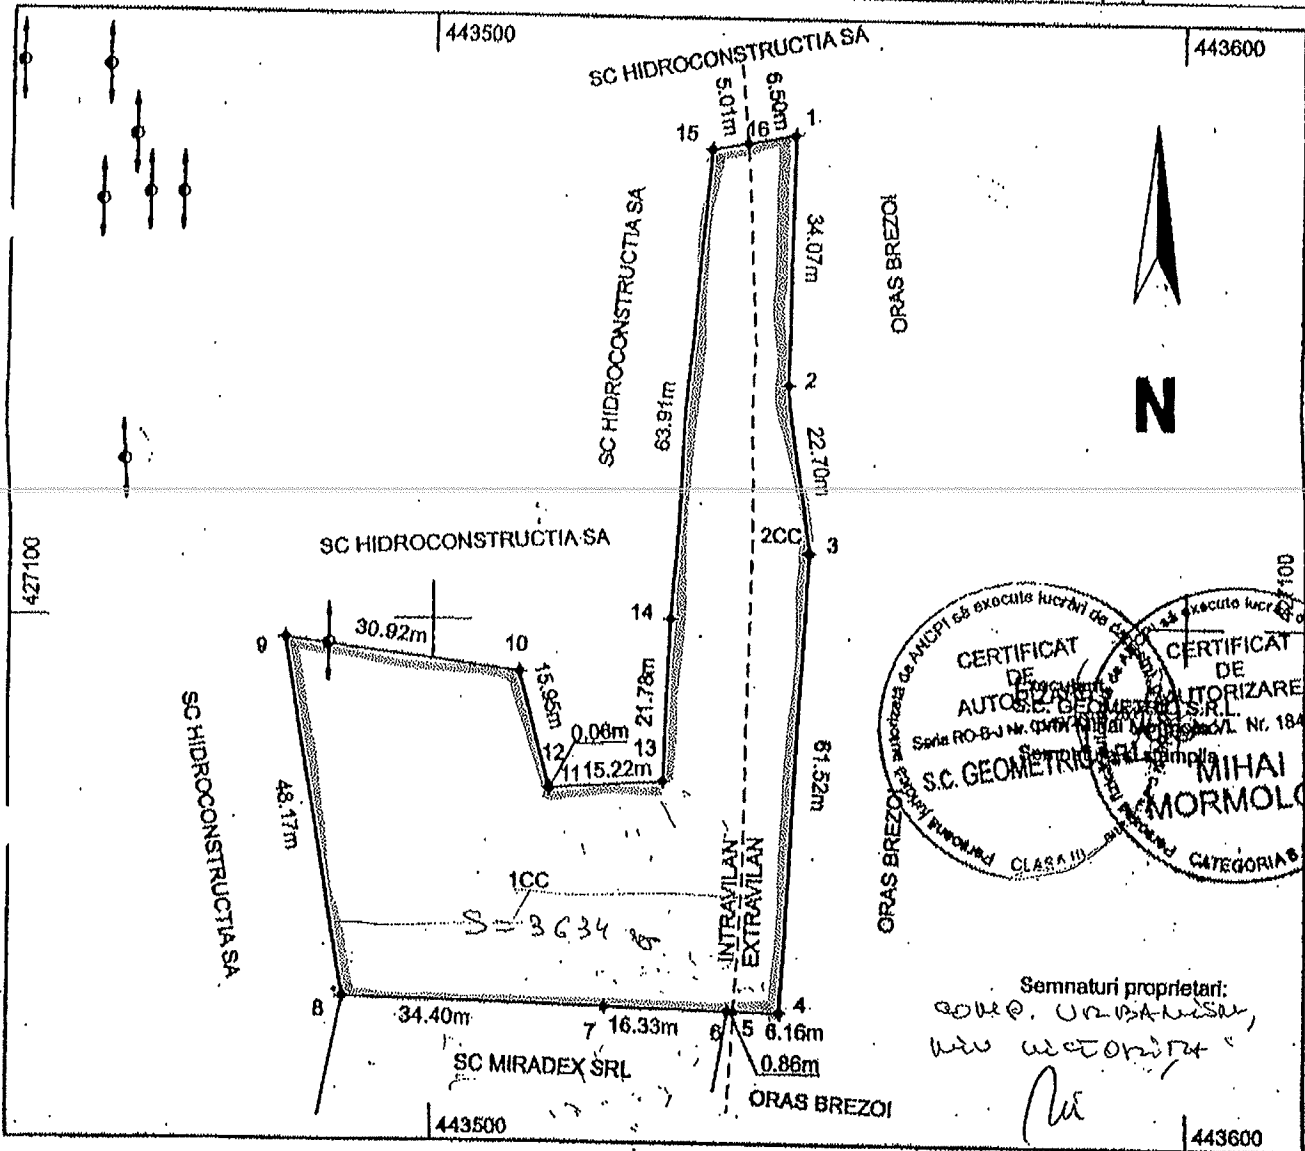 443500
443600
SC HIDROCONSTRUCTIA SA
5.01m
6.50m
15
16
1
SC HIDROCONSTRUCTIA SA
34.07m
ORAS BREZOI
63.91m
2
N
22.70m
2CC
3
SC HIDROCONSTRUCTIA SA
427100
14
9
30.92m
10
15.95m
21.78m
0.06m
12
13
11
15.22m
SC HIDROCONSTRUCTIA SA
48.17m
61.52m
ORAS BREZOI
CERTIFICAT
DE
S.C. GEOMETRIC S.R.L.
CLASA III
CERTIFICAT
DE
AUTORIZARE
MIHAI
CATEGORIA B
1CC
S = 3634
INTRAVILAN
EXTRAVILAN
8
34.40m
7
16.33m
6
5
6.16m
4
0.86m
SC MIRADEX SRL
ORAS BREZOI
Semnaturi proprietari:
443500
443600